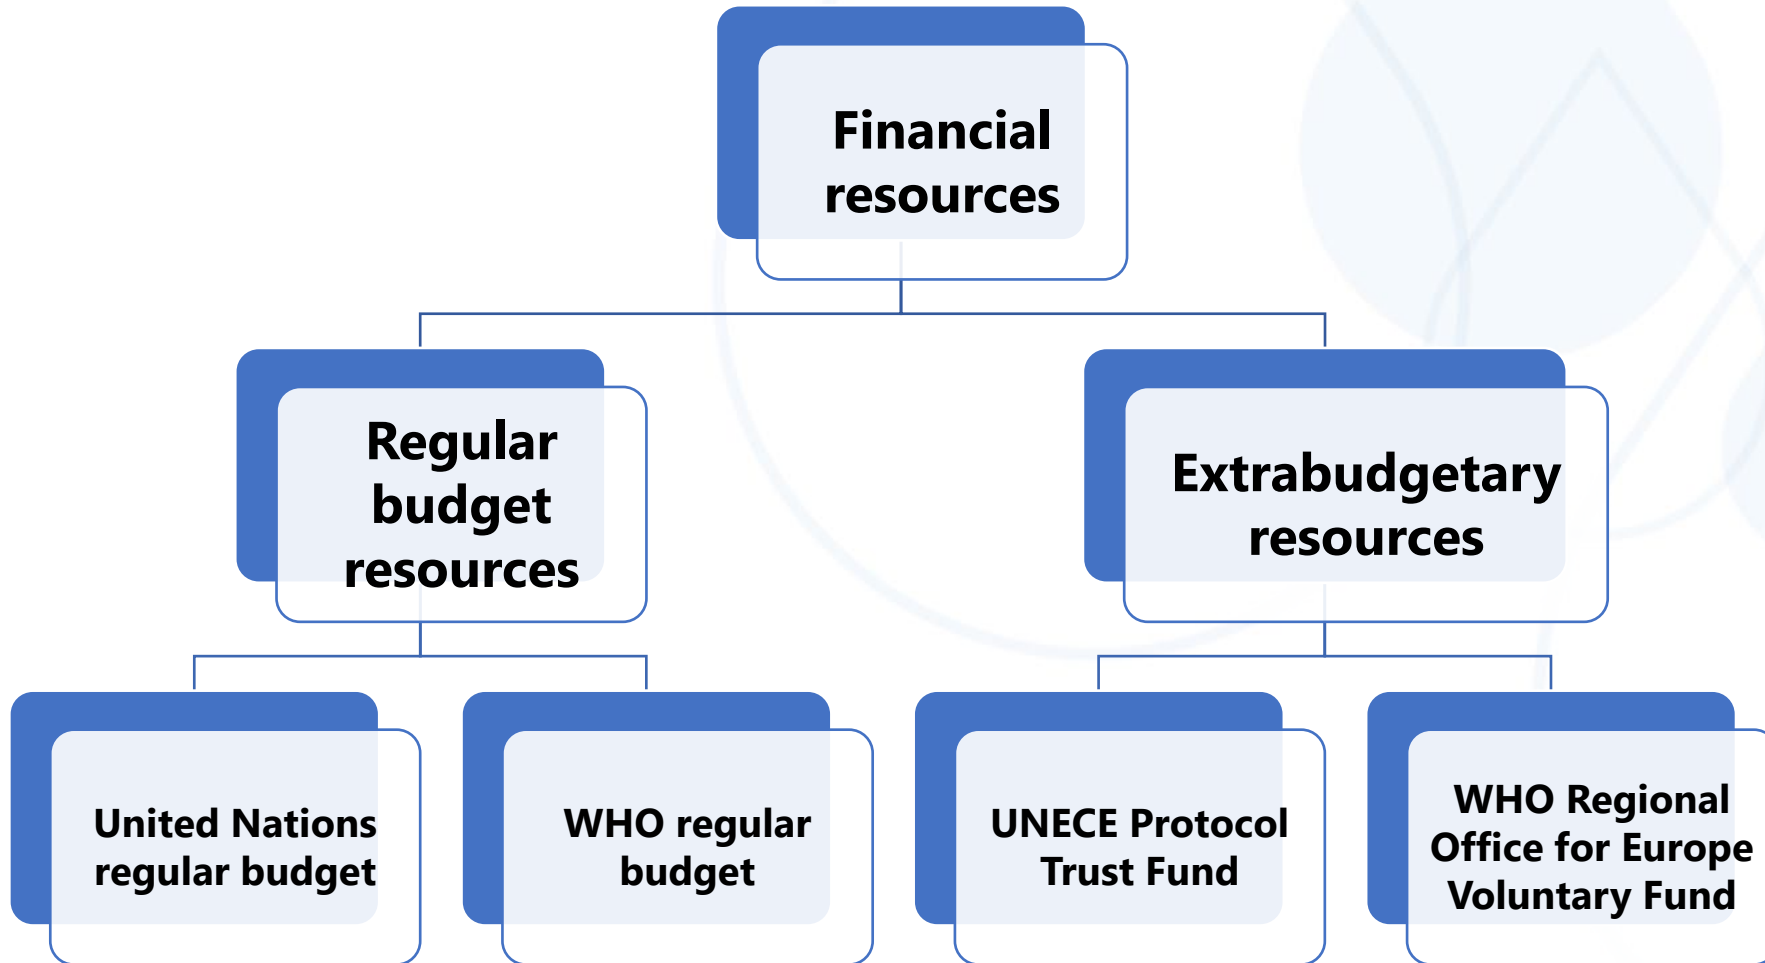 Financial
resources
Regular
budget
resources
Extrabudgetary
resources
United Nations
regular budget
WHO regular
budget
UNECE Protocol
Trust Fund
WHO Regional
Office for Europe
Voluntary Fund